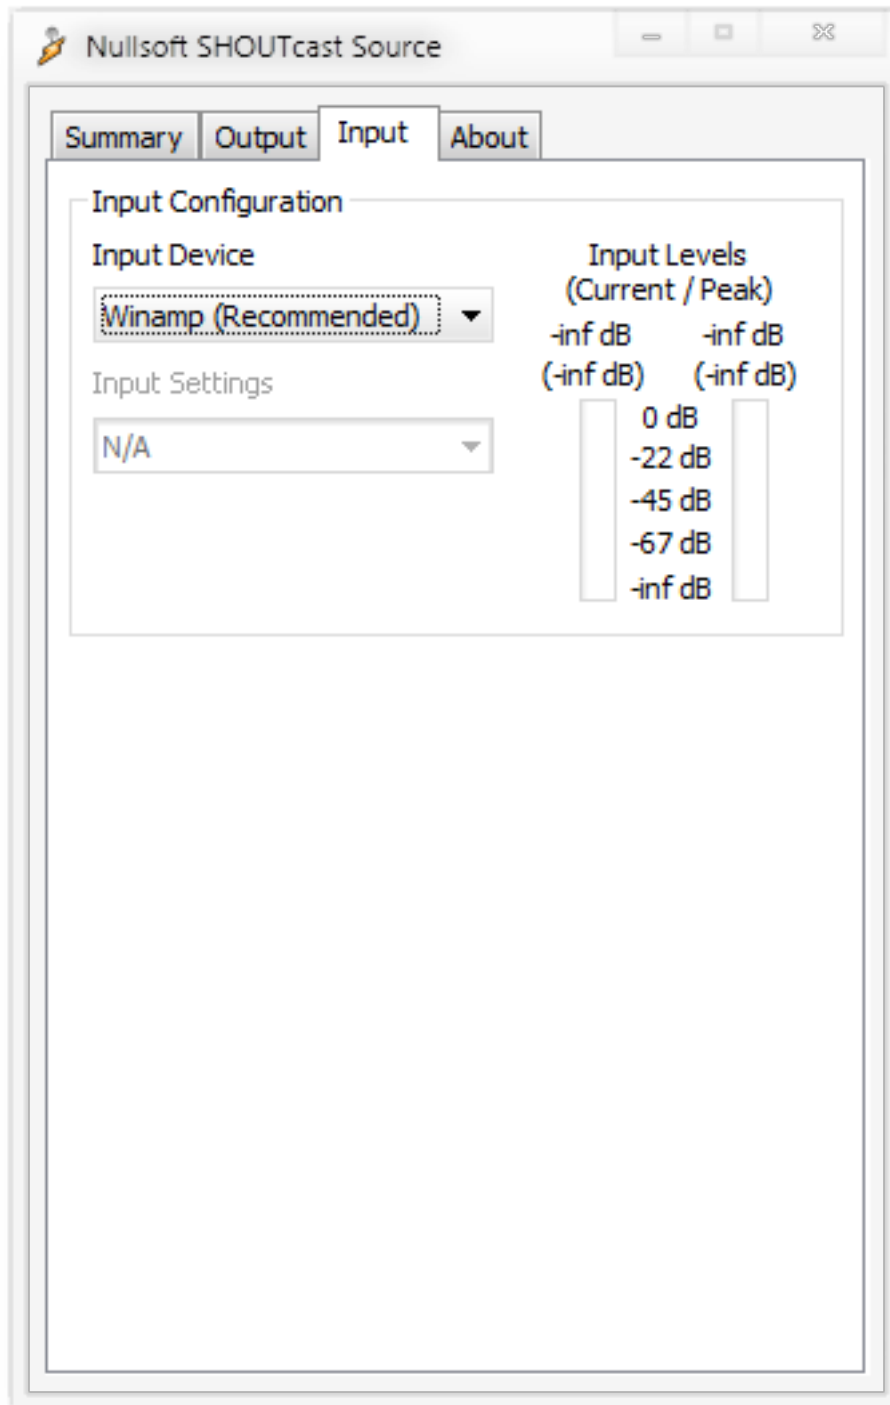 Nullsoft SHOUTcast Source
Summary Output Input About
Input Configuration
Input Device
Winamp (Recommended)
Input Settings
N/A
Input Levels
(Current / Peak)
-inf dB -inf dB
(-inf dB) (-inf dB)
0 dB
-22 dB
-45 dB
-67 dB
-inf dB